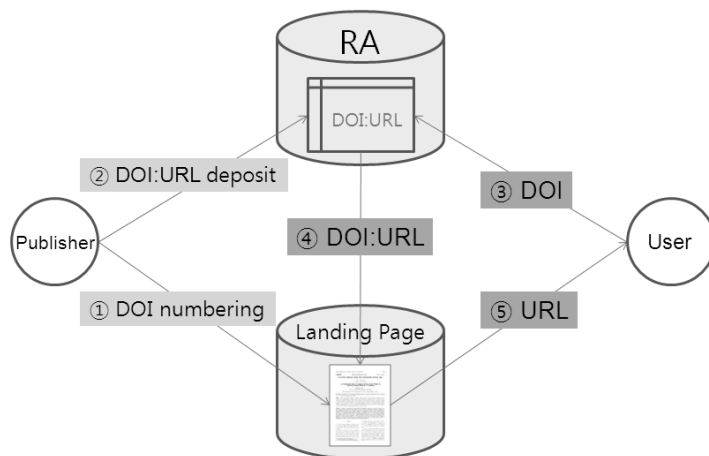 RA
DOI:URL
② DOI:URL deposit
③ DOI
Publisher
④ DOI:URL
User
① DOI numbering
⑤ URL
Landing Page